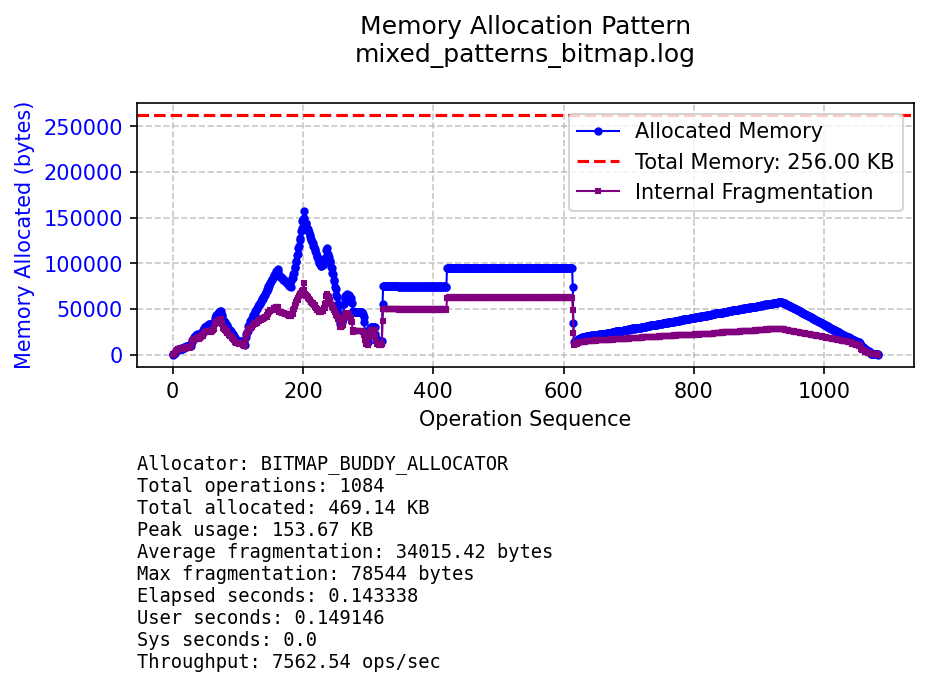 Memory Allocation Pattern
mixed_patterns_bitmap.log
Memory Allocated (bytes)
250000
200000
150000
100000
50000
0
Allocated Memory
Total Memory: 256.00 KB
Internal Fragmentation
0 200 400 600 800 1000
Operation Sequence
Allocator: BITMAP_BUDDY_ALLOCATOR
Total operations: 1084
Total allocated: 469.14 KB
Peak usage: 153.67 KB
Average fragmentation: 34015.42 bytes
Max fragmentation: 78544 bytes
Elapsed seconds: 0.143338
User seconds: 0.149146
Sys seconds: 0.0
Throughput: 7562.54 ops/sec